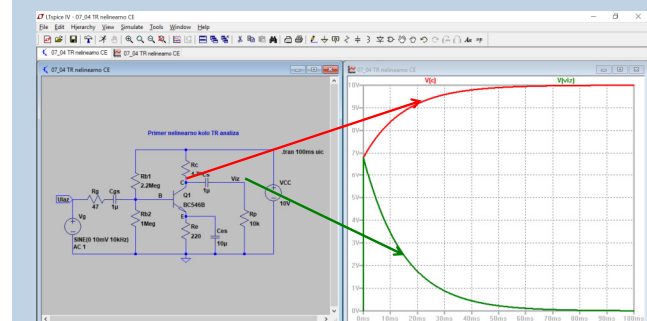 LTspice IV - 07_04 TR nelinearno CE
File Edit Hierarchy View Simulate Tools Window Help
07_04 TR nelinearno CE 07_04 TR nelinearno CE
07_04 TR nelinearno CE
07_04 TR nelinearno CE
V(c) V(viz)
10V
9V
8V
7V
6V
5V
4V
3V
2V
1V
0V
0ms 10ms 20ms 30ms 40ms 50ms 60ms 70ms 80ms 90ms 100ms
Primer nelinearno kolo TR analiza
.tran 100ms uic
Rc
Cs
C
1µ
Viz
VCC
10V
Rb1
2.2Meg
Q1
B
BC546B
Ulaz
Rg
47
Cgs
1µ
Rb2
1Meg
E
Re
220
Ces
10µ
Rp
10k
Vg
SINE(0 10mV 10kHz)
AC 1